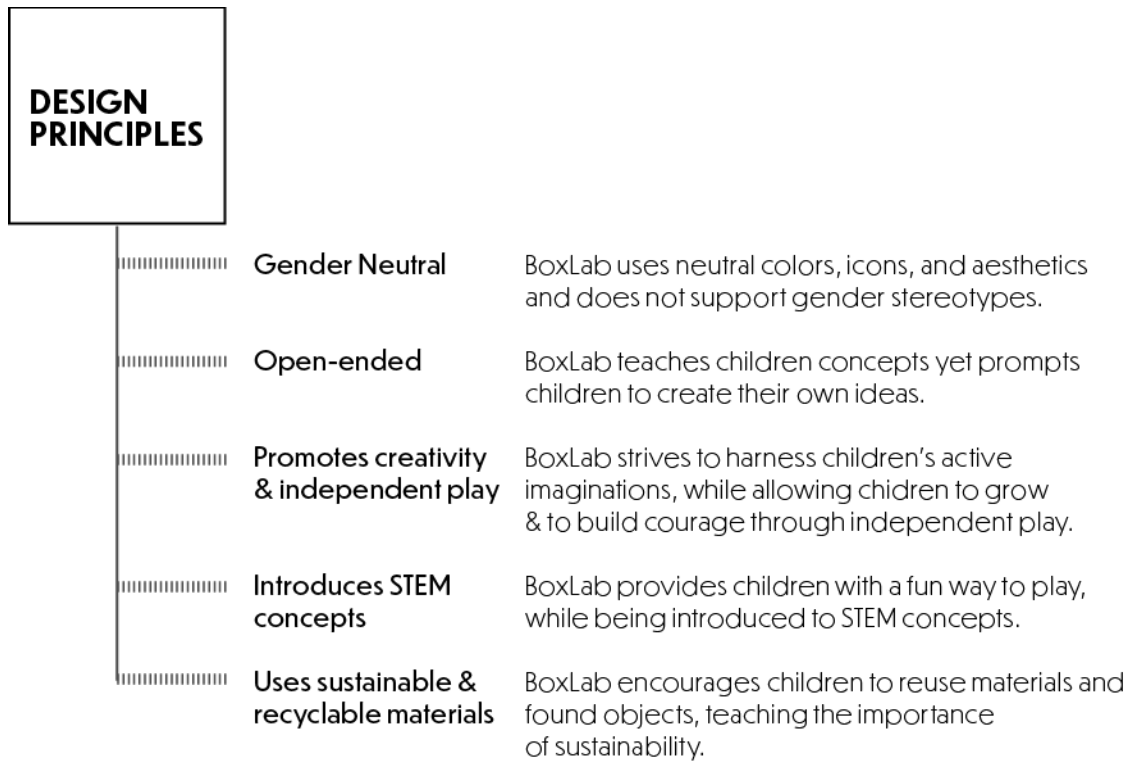 DESIGN
PRINCIPLES
Gender Neutral
BoxLab uses neutral colors, icons, and aesthetics
and does not support gender stereotypes.
Open-ended
BoxLab teaches children concepts yet prompts
children to create their own ideas.
Promotes creativity
& independent play
BoxLab strives to harness children’s active
imaginations, while allowing chidren to grow
& to build courage through independent play.
Introduces STEM
concepts
BoxLab provides children with a fun way to play,
while being introduced to STEM concepts.
Uses sustainable &
recyclable materials
BoxLab encourages children to reuse materials and
found objects, teaching the importance
of sustainability.